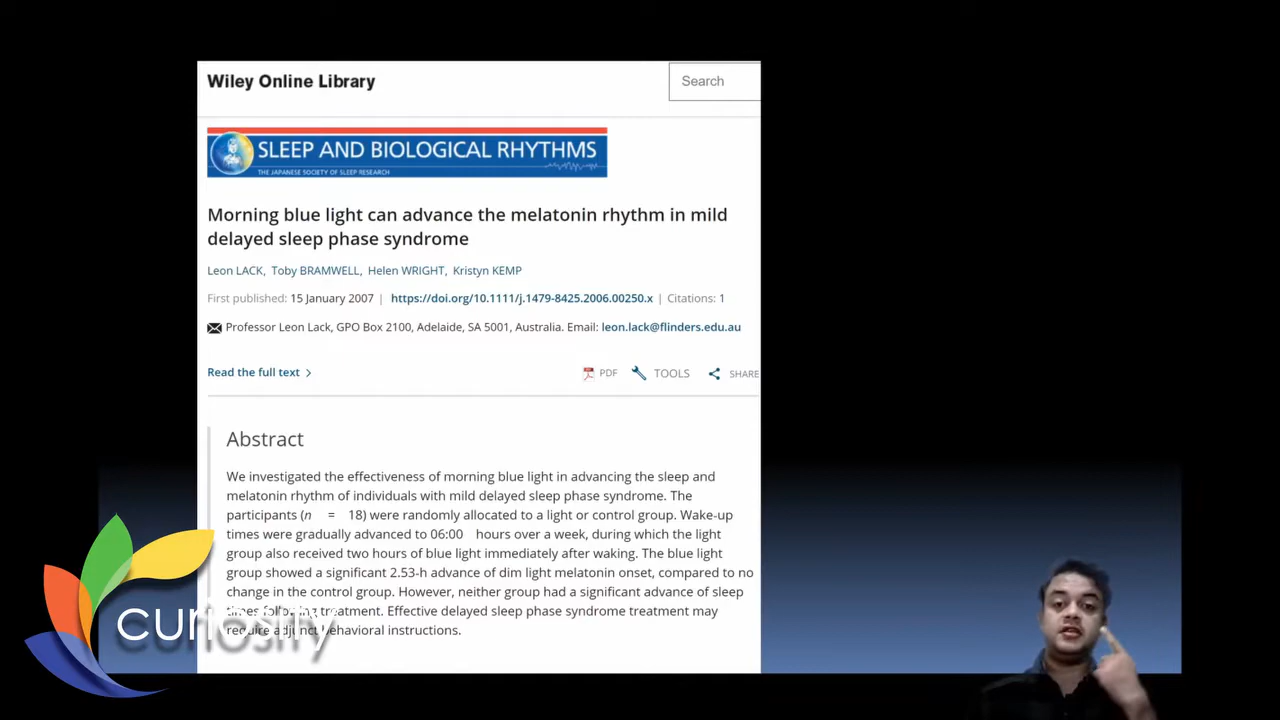 Wiley Online Library
Search
SLEEP AND BIOLOGICAL RHYTHMS
THE JAPANESE SOCIETY OF SLEEP RESEARCH
Morning blue light can advance the melatonin rhythm in mild
delayed sleep phase syndrome
Leon LACK, Toby BRAMWELL, Helen WRIGHT, Kristyn KEMP
First published: 15 January 2007 | https://doi.org/10.1111/j.1479-8425.2006.00250.x | Citations: 1
Professor Leon Lack, GPO Box 2100, Adelaide, SA 5001, Australia. Email: leon.lack@flinders.edu.au
Read the full text
PDF TOOLS SHARE
Abstract
We investigated the effectiveness of morning blue light in advancing the sleep and
melatonin rhythm of individuals with mild delayed sleep phase syndrome. The
participants (n = 18) were randomly allocated to a light or control group. Wake-up
times were gradually advanced to 06:00 hours over a week, during which the light
group also received two hours of blue light immediately after waking. The blue light
group showed a significant 2.53-h advance of dim light melatonin onset, compared to no
change in the control group. However, neither group had a significant advance of sleep
times following treatment. Effective delayed sleep phase syndrome treatment may
require adjunct behavioral instructions.
curiosity